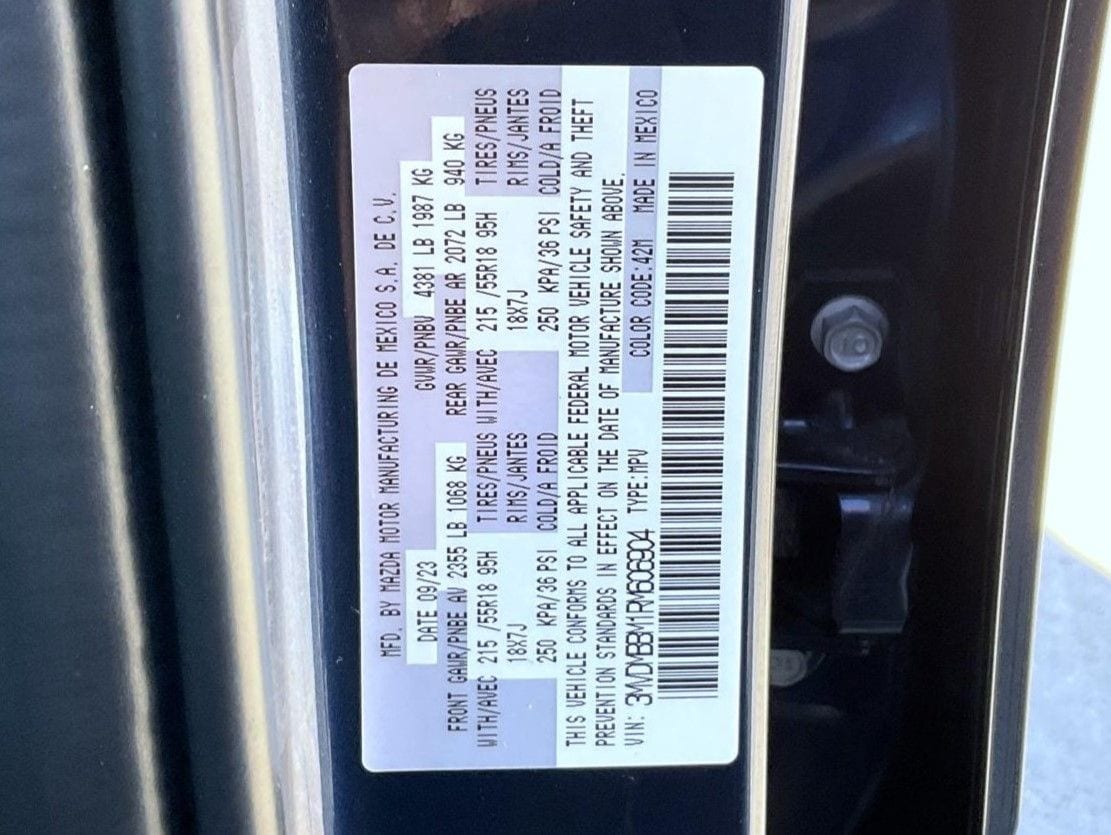 MFD. BY MAZDA MOTOR MANUFACTURING DE MEXICO S.A. DE C.V.
DATE 09/23 GVWR/PNBV 4381 LB 1987 KG
FRONT GAWR/PNBE AV 2355 LB 1068 KG REAR GAWR/PNBE AR 2072 LB 940 KG
WITH/AVEC 215 /55R18 95H TIRES/PNEUS WITH/AVEC 215 /55R18 95H TIRES/PNEUS
18X7J RIMS/JANTES 18X7J RIMS/JANTES
250 KPA/36 PSI COLD/A FROID 250 KPA/36 PSI COLD/A FROID
THIS VEHICLE CONFORMS TO ALL APPLICABLE FEDERAL MOTOR VEHICLE SAFETY AND THEFT
PREVENTION STANDARDS IN EFFECT ON THE DATE OF MANUFACTURE SHOWN ABOVE.
VIN: 3MVDMBBM1RM606904 TYPE:MPV COLOR CODE:42M MADE IN MEXICO